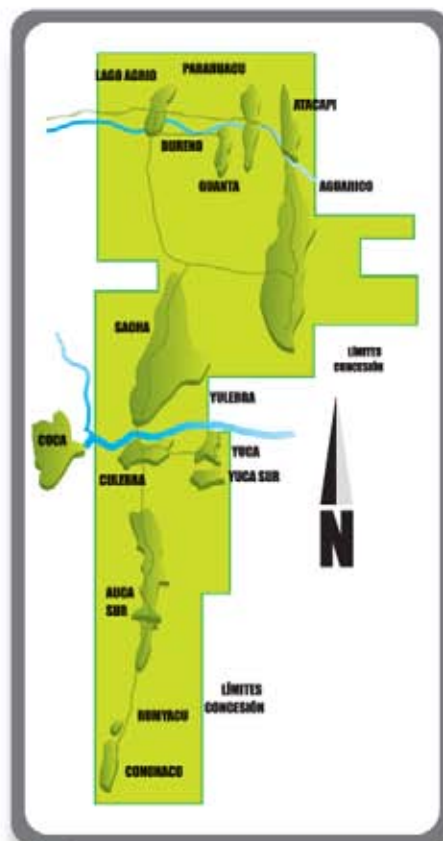 PARAHUACU
LAGO AGRIO
ATACAPI
DURENO
GUANTA
AGUARICO
SACHA
LÍMITES
CONCESIÓN
YULEBRA
COCA
YUCA
CULEBRA
YUCA SUR
N
AUCA
SUR
LÍMITES
CONCESIÓN
RUMIYACU
CONONACO